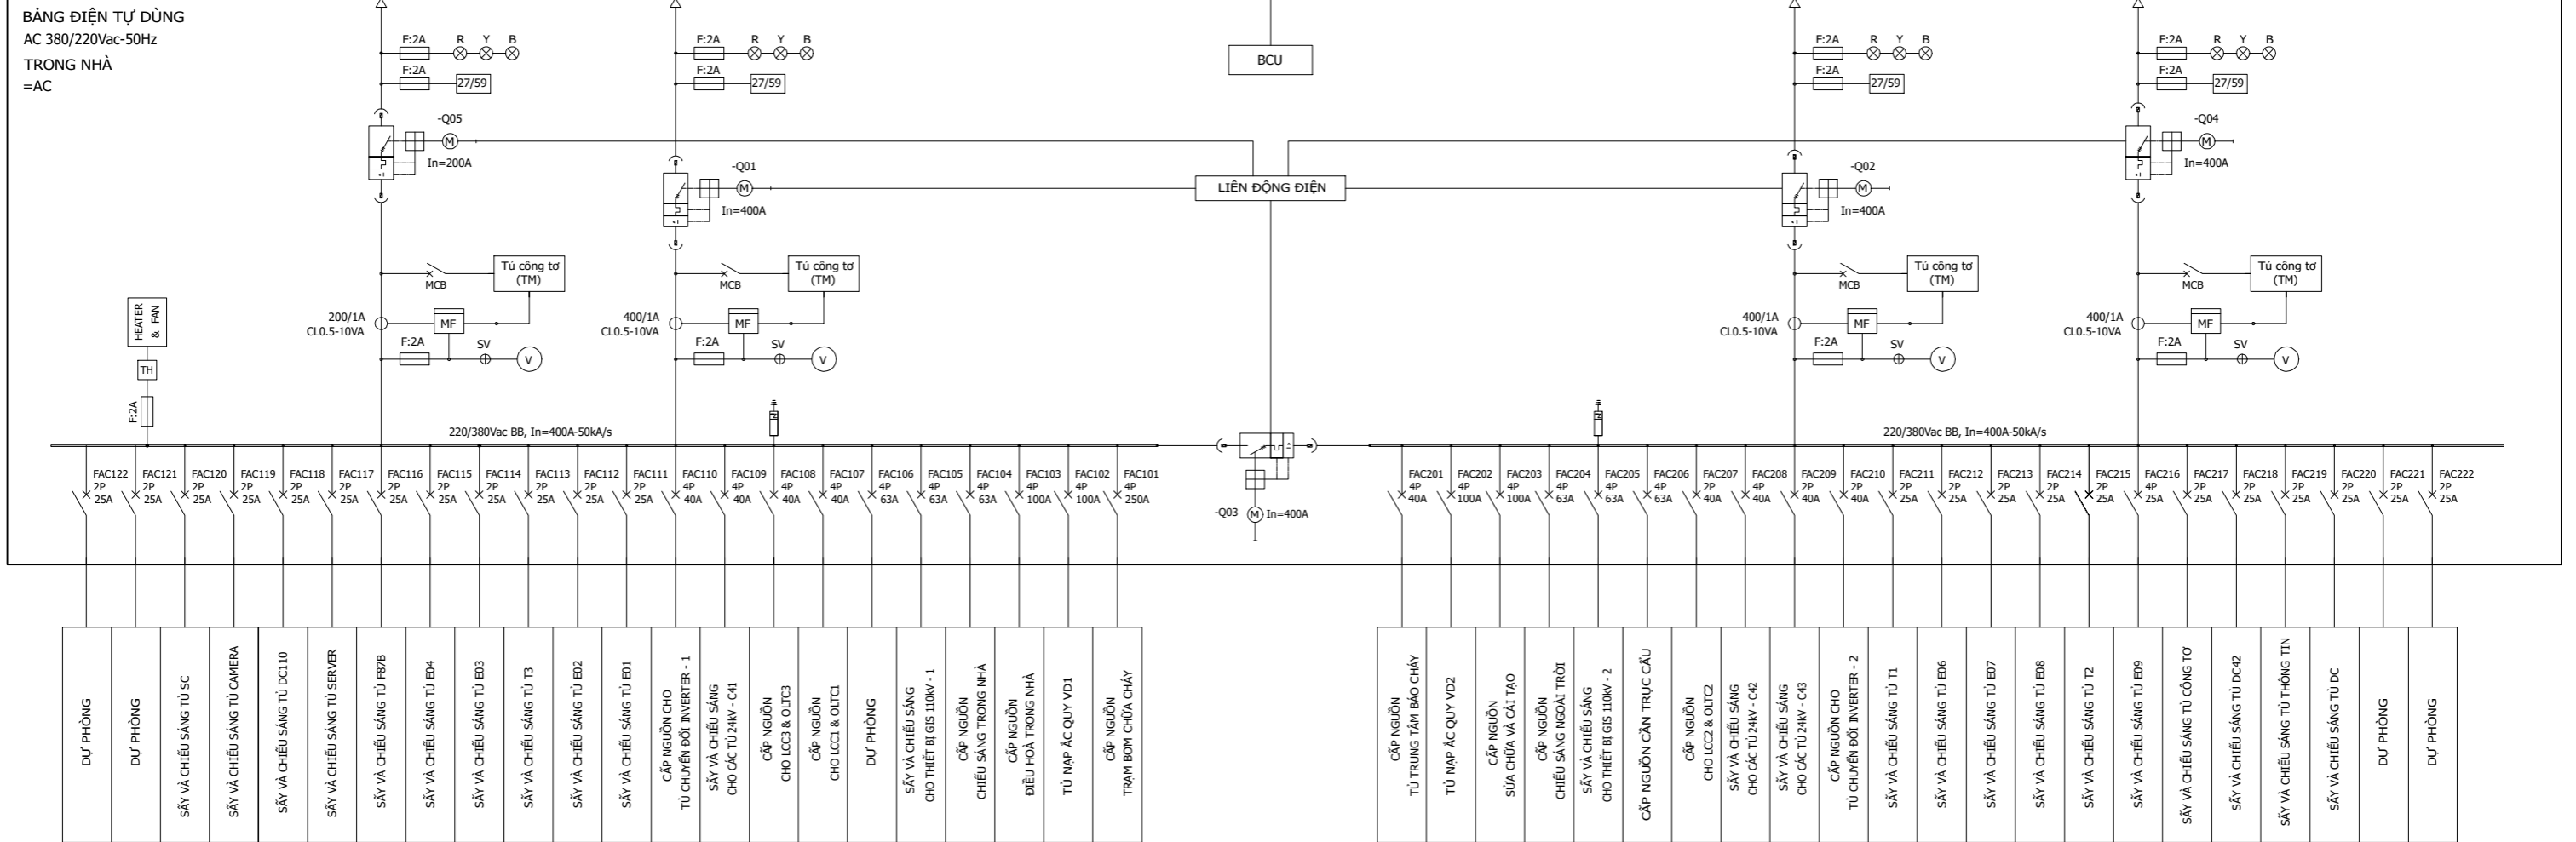 BẢNG ĐIỆN TỰ DÙNG
AC 380/220Vac-50Hz
TRONG NHÀ
=AC
F:2A R Y B
F:2A 27/59
F:2A R Y B
F:2A 27/59
BCU
F:2A R Y B
F:2A 27/59
F:2A R Y B
F:2A 27/59
-Q05
M
In=200A
-Q01
M
In=400A
LIÊN ĐỘNG ĐIỆN
-Q02
M
In=400A
-Q04
M
In=400A
MCB
Tủ công tơ
(TM)
200/1A
CL0.5-10VA
MF
F:2A SV V
MCB
Tủ công tơ
(TM)
400/1A
CL0.5-10VA
MF
F:2A SV V
MCB
Tủ công tơ
(TM)
400/1A
CL0.5-10VA
MF
F:2A SV V
MCB
Tủ công tơ
(TM)
400/1A
CL0.5-10VA
MF
F:2A SV V
HEATER
& FAN
TH
F:2A
220/380Vac BB, In=400A-50kA/s
220/380Vac BB, In=400A-50kA/s
-Q03 M In=400A
FAC122
2P
25A
FAC121
2P
25A
FAC120
2P
25A
FAC119
2P
25A
FAC118
2P
25A
FAC117
2P
25A
FAC116
2P
25A
FAC115
2P
25A
FAC114
2P
25A
FAC113
2P
25A
FAC112
2P
25A
FAC111
2P
25A
FAC110
4P
40A
FAC109
4P
40A
FAC108
4P
40A
FAC107
4P
40A
FAC106
4P
63A
FAC105
4P
63A
FAC104
4P
63A
FAC103
4P
100A
FAC102
4P
100A
FAC101
4P
250A
FAC201
4P
40A
FAC202
4P
100A
FAC203
4P
100A
FAC204
4P
63A
FAC205
4P
63A
FAC206
4P
63A
FAC207
2P
40A
FAC208
4P
40A
FAC209
2P
40A
FAC210
2P
40A
FAC211
2P
25A
FAC212
2P
25A
FAC213
2P
25A
FAC214
2P
25A
FAC215
2P
25A
FAC216
4P
25A
FAC217
2P
25A
FAC218
2P
25A
FAC219
2P
25A
FAC220
2P
25A
FAC221
2P
25A
FAC222
2P
25A
DỰ PHÒNG
DỰ PHÒNG
SẤY VÀ CHIẾU SÁNG TỦ SC
SẤY VÀ CHIẾU SÁNG TỦ CAMERA
SẤY VÀ CHIẾU SÁNG TỦ DC110
SẤY VÀ CHIẾU SÁNG TỦ SERVER
SẤY VÀ CHIẾU SÁNG TỦ F87B
SẤY VÀ CHIẾU SÁNG TỦ E04
SẤY VÀ CHIẾU SÁNG TỦ E03
SẤY VÀ CHIẾU SÁNG TỦ T3
SẤY VÀ CHIẾU SÁNG TỦ E02
SẤY VÀ CHIẾU SÁNG TỦ E01
CẤP NGUỒN CHO
TỦ CHUYỂN ĐỔI INVERTER - 1
SẤY VÀ CHIẾU SÁNG
CHO CÁC TỦ 24kV - C41
CẤP NGUỒN
CHO LCC3 & OLTC3
CẤP NGUỒN
CHO LCC1 & OLTC1
DỰ PHÒNG
SẤY VÀ CHIẾU SÁNG
CHO THIẾT BỊ GIS 110kV - 1
CẤP NGUỒN
CHIẾU SÁNG TRONG NHÀ
CẤP NGUỒN
ĐIỀU HOÀ TRONG NHÀ
TỦ NẠP ẮC QUY VD1
CẤP NGUỒN
TRẠM BƠM CHỮA CHÁY
CẤP NGUỒN
TỦ TRUNG TÂM BÁO CHÁY
TỦ NẠP ẮC QUY VD2
CẤP NGUỒN
SỬA CHỮA VÀ CẢI TẠO
CẤP NGUỒN
CHIẾU SÁNG NGOÀI TRỜI
SẤY VÀ CHIẾU SÁNG
CHO THIẾT BỊ GIS 110kV - 2
CẤP NGUỒN CẦN TRỤC CẨU
CẤP NGUỒN
CHO LCC2 & OLTC2
SẤY VÀ CHIẾU SÁNG
CHO CÁC TỦ 24kV - C42
SẤY VÀ CHIẾU SÁNG
CHO CÁC TỦ 24kV - C43
CẤP NGUỒN CHO
TỦ CHUYỂN ĐỔI INVERTER - 2
SẤY VÀ CHIẾU SÁNG TỦ T1
SẤY VÀ CHIẾU SÁNG TỦ E06
SẤY VÀ CHIẾU SÁNG TỦ E07
SẤY VÀ CHIẾU SÁNG TỦ E08
SẤY VÀ CHIẾU SÁNG TỦ T2
SẤY VÀ CHIẾU SÁNG TỦ E09
SẤY VÀ CHIẾU SÁNG TỦ CÔNG TƠ
SẤY VÀ CHIẾU SÁNG TỦ DC42
SẤY VÀ CHIẾU SÁNG TỦ THÔNG TIN
SẤY VÀ CHIẾU SÁNG TỦ DC
DỰ PHÒNG
DỰ PHÒNG